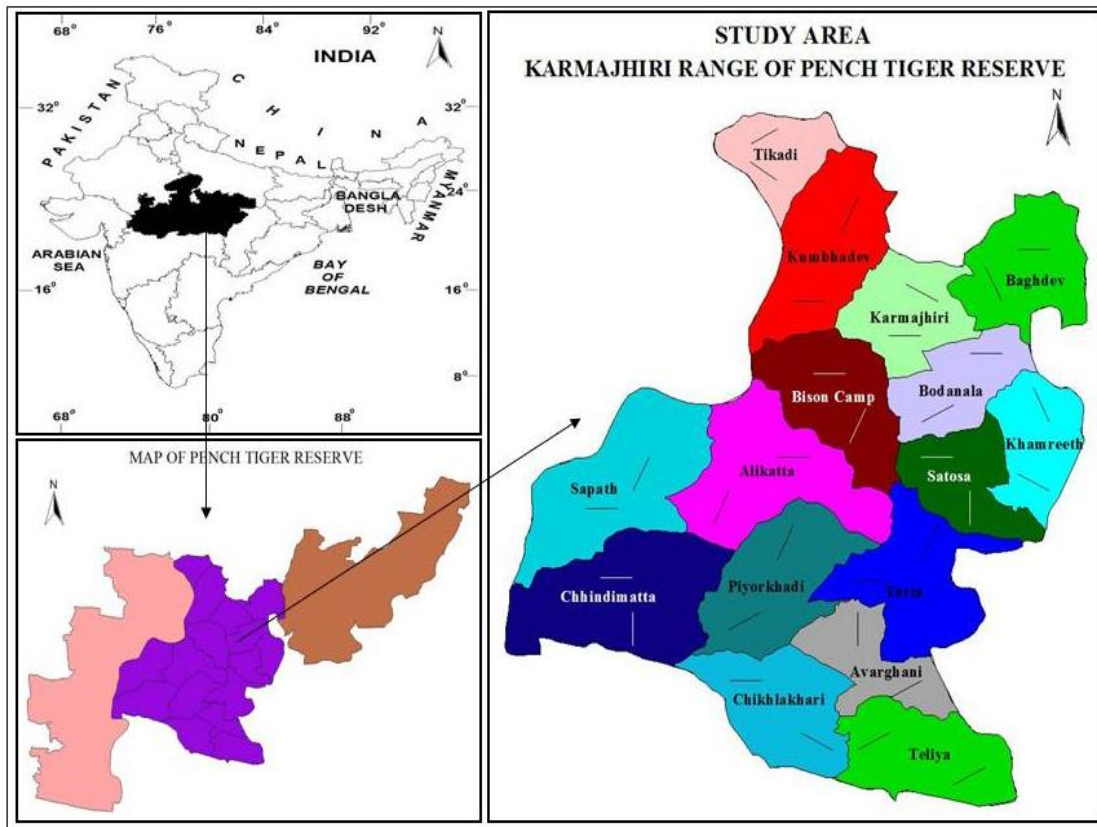 68° 76° 84° 92°
N
INDIA
CHINA
PAKISTAN
32° 32°
NEPAL
BANGLA
DESH
24°
MYANMAR
ARABIAN
SEA
BAY
OF
BENGAL
16° 16°
8°
68° 80° 88°
MAP OF PENCH TIGER RESERVE
N
STUDY AREA
KARMAJHIRI RANGE OF PENCH TIGER RESERVE
N
Tikadi
Kumbhadev
Baghdev
Karmajhiri
Bison Camp
Bodanala
Khamreeth
Alikatta
Satosa
Sapath
Chhindimatta
Piyorkhadi
Turia
Avarghani
Chikhlakhari
Teliya